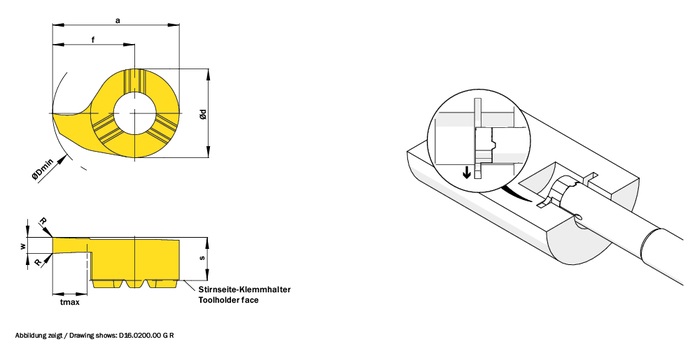 a
f
Ød
ØDmin
R
w
R
s
tmax
Stirnseite-Klemmhalter
Toolholder face
Abbildung zeigt / Drawing shows: D16.0200.00 G R